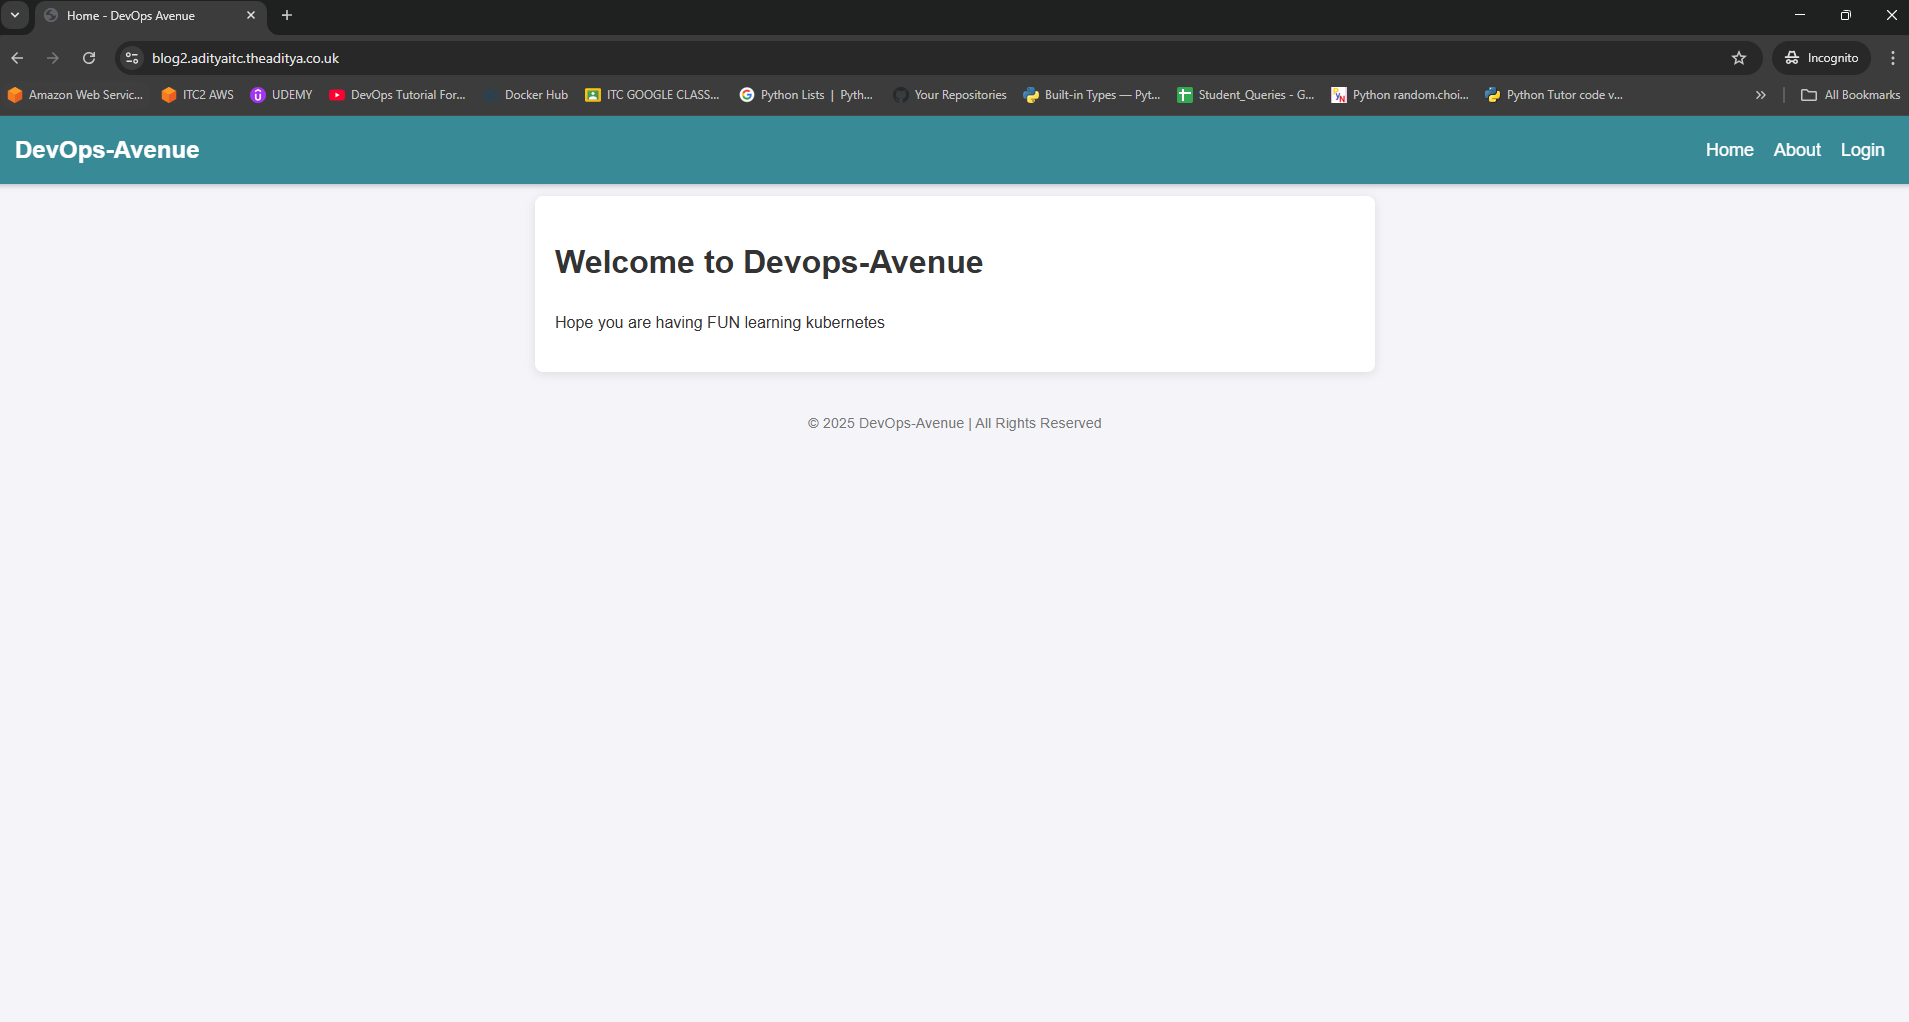 Home - DevOps Avenue
blog2.adityaitc.theaditya.co.uk
Incognito
Amazon Web Servic... ITC2 AWS UDEMY DevOps Tutorial For... Docker Hub ITC GOOGLE CLASS... Python Lists | Pyth... Your Repositories Built-in Types — Pyt... Student_Queries - G... Python random.choi... Python Tutor code v... All Bookmarks
DevOps-Avenue Home About Login
Welcome to Devops-Avenue
Hope you are having FUN learning kubernetes
© 2025 DevOps-Avenue | All Rights Reserved